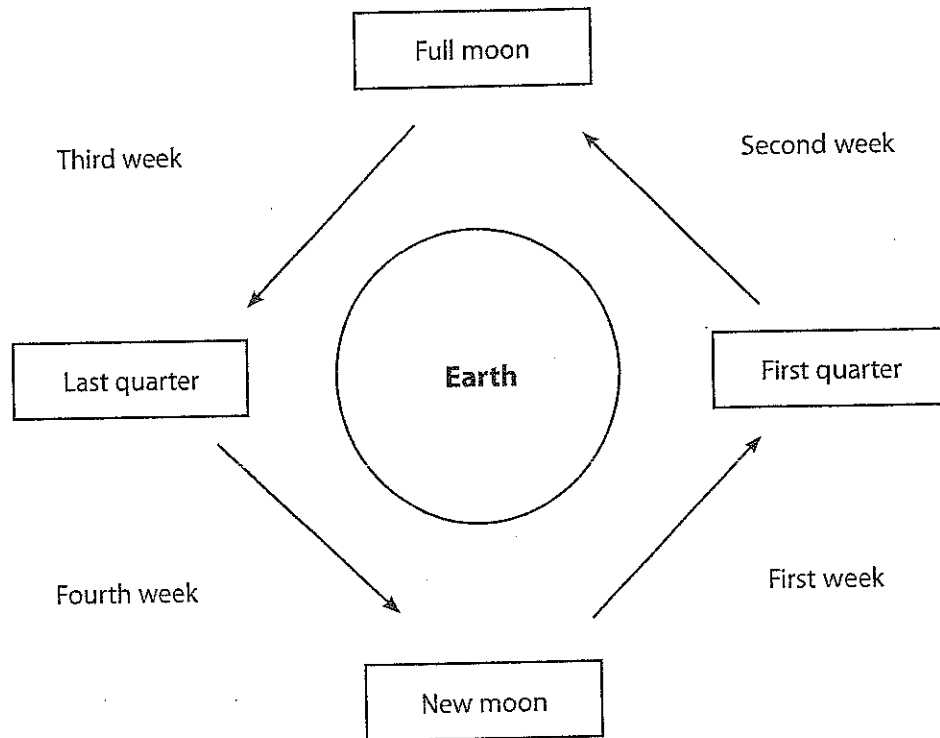 Full moon
Third week
Second week
Last quarter
Earth
First quarter
Fourth week
First week
New moon